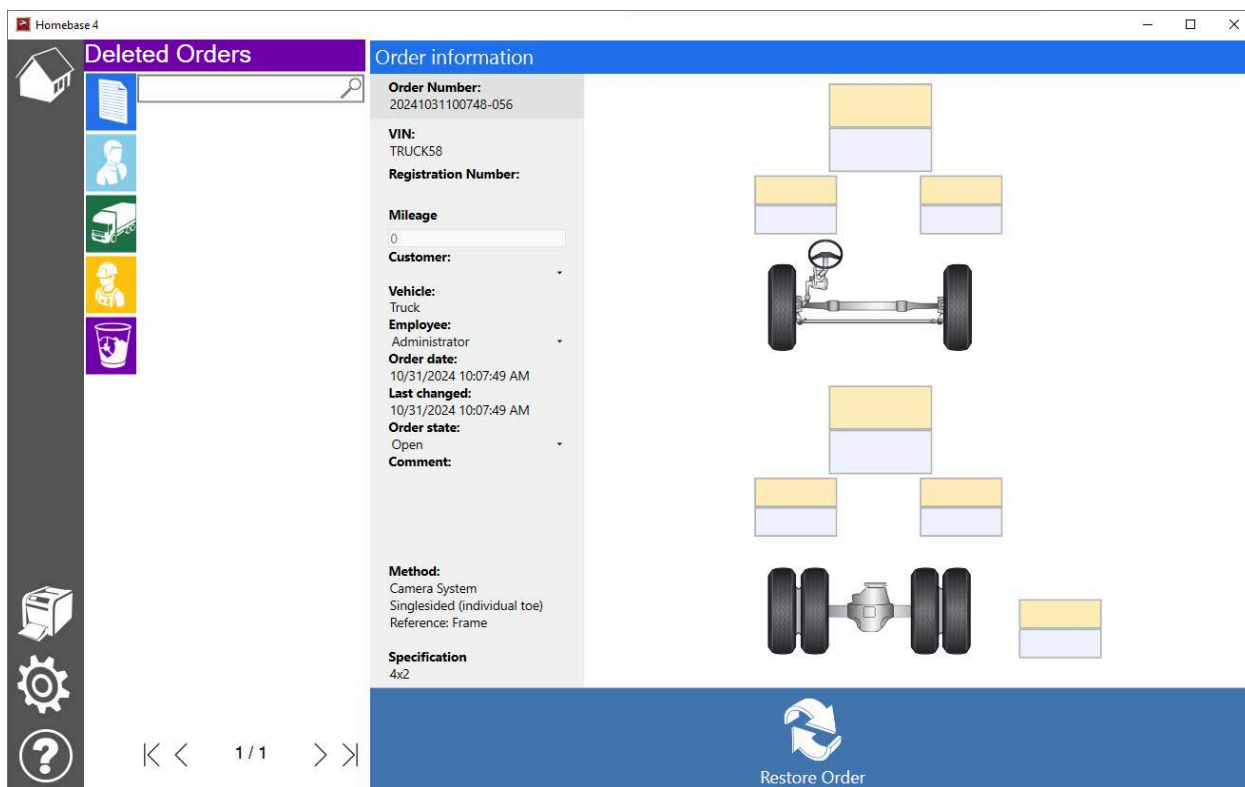 Homebase 4
Deleted Orders
Order information
Order Number:
20241031100748-056
VIN:
TRUCK58
Registration Number:
Mileage
0
Customer:
Vehicle:
Truck
Employee:
Administrator
Order date:
10/31/2024 10:07:49 AM
Last changed:
10/31/2024 10:07:49 AM
Order state:
Open
Comment:
Method:
Camera System
Singlesided (individual toe)
Reference: Frame
Specification
4x2
?
1 / 1
Restore Order